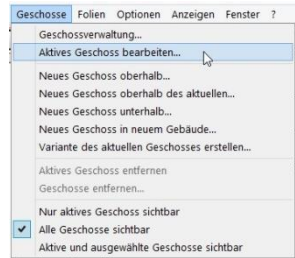 Geschosse Folien Optionen Anzeigen Fenster ?
Geschossverwaltung...
Aktives Geschoss bearbeiten...
Neues Geschoss oberhalb...
Neues Geschoss oberhalb des aktuellen...
Neues Geschoss unterhalb...
Neues Geschoss in neuem Gebäude...
Variante des aktuellen Geschosses erstellen...
Aktives Geschoss entfernen
Geschosse entfernen...
Nur aktives Geschoss sichtbar
Alle Geschosse sichtbar
Aktive und ausgewählte Geschosse sichtbar